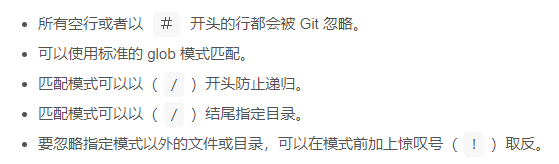 所有空行或者以 # 开头的行都会被 Git 忽略。
可以使用标准的 glob 模式匹配。
匹配模式可以以（/）开头防止递归。
匹配模式可以以（/）结尾指定目录。
要忽略指定模式以外的文件或目录，可以在模式前加上惊叹号（!）取反。